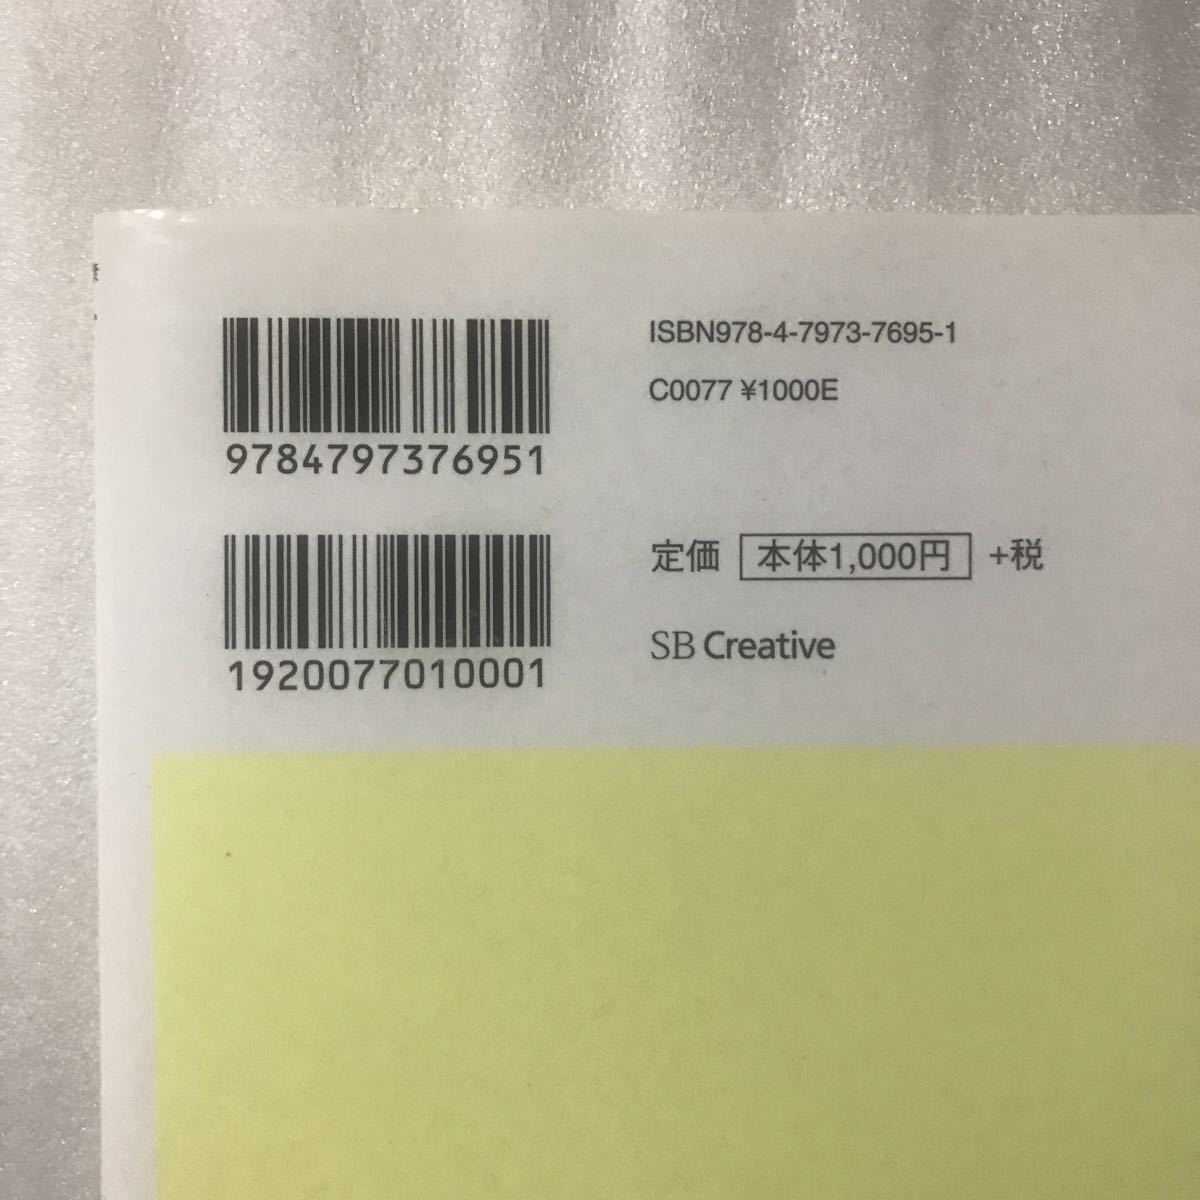 9784797376951
ISBN978-4-7973-7695-1
C0077 ¥1000E
1920077010001
定価 本体1,000円 +税
SB Creative